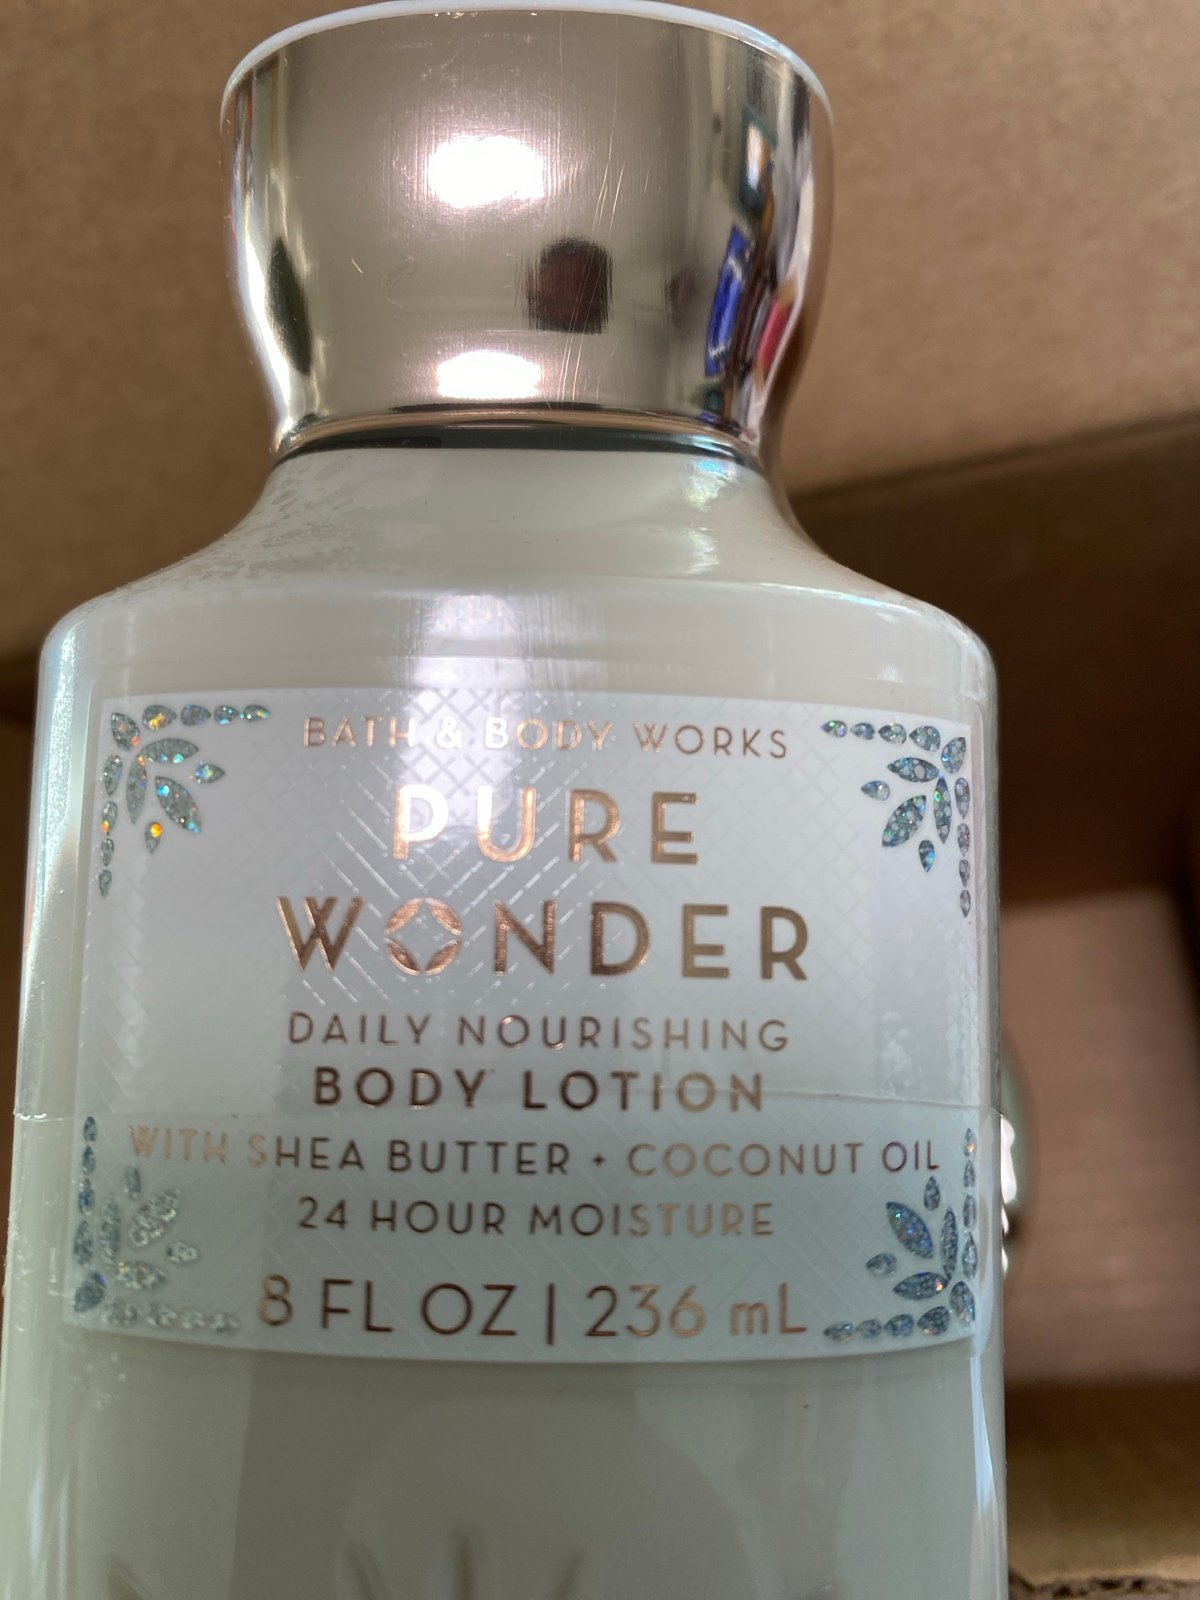 BATH & BODY WORKS
PURE
WONDER
DAILY NOURISHING
BODY LOTION
WITH SHEA BUTTER + COCONUT OIL
24 HOUR MOISTURE
8 FL OZ | 236 mL